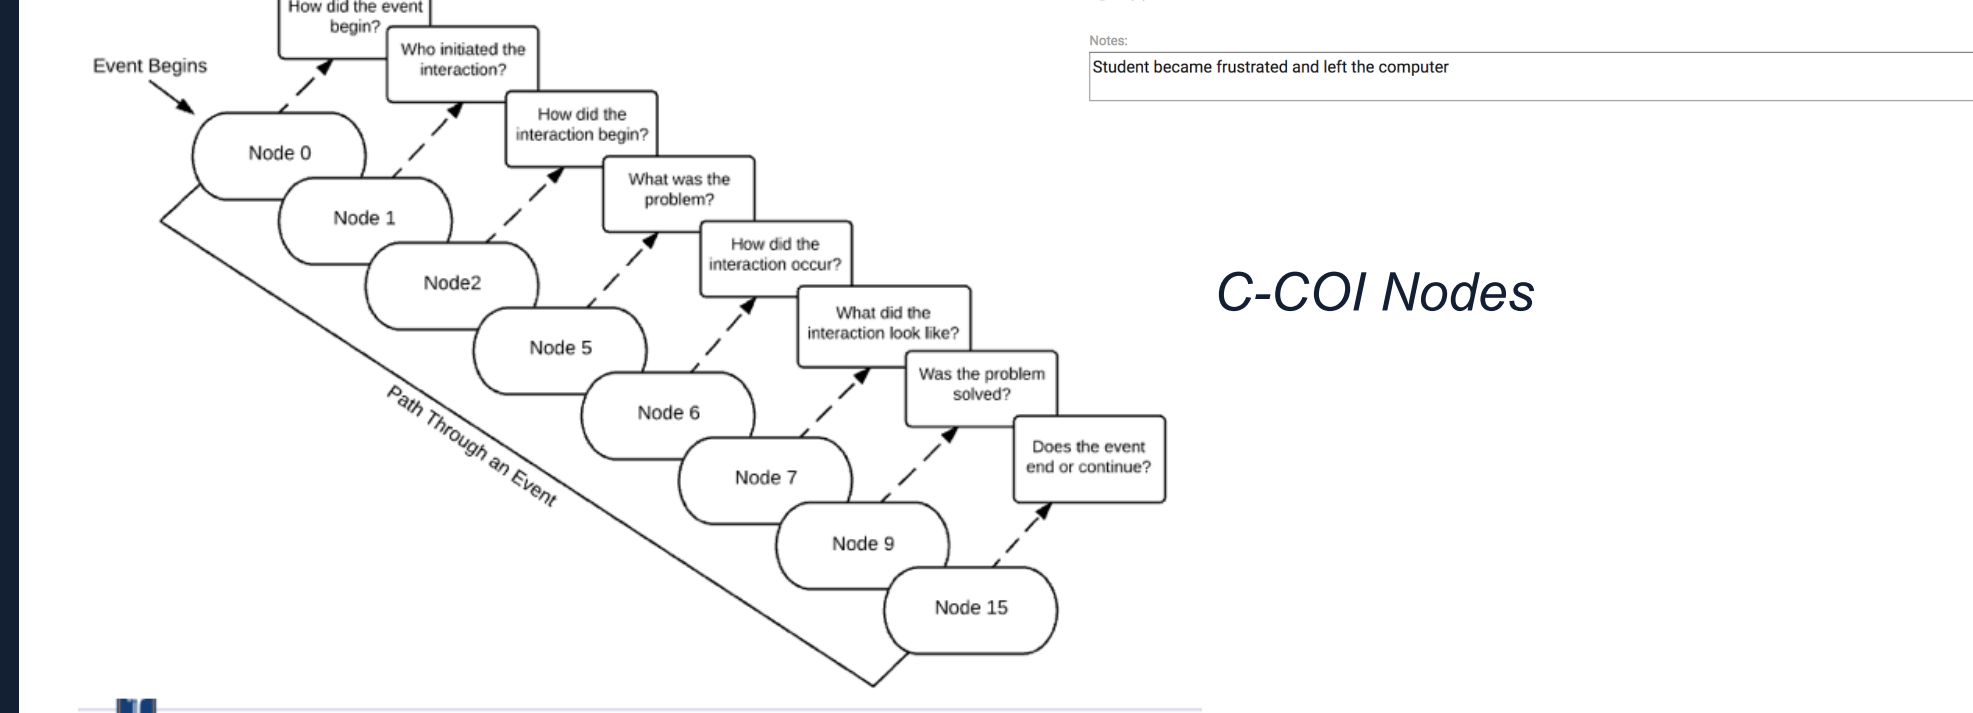 How did the event
begin?
Who initiated the
interaction?
Event Begins
How did the
interaction begin?
Node 0
What was the
problem?
Node 1
How did the
interaction occur?
Node2
What did the
interaction look like?
Node 5
Was the problem
solved?
Node 6
Does the event
end or continue?
Node 7
Node 9
Node 15
Path Through an Event
Notes:
Student became frustrated and left the computer
C-COI Nodes